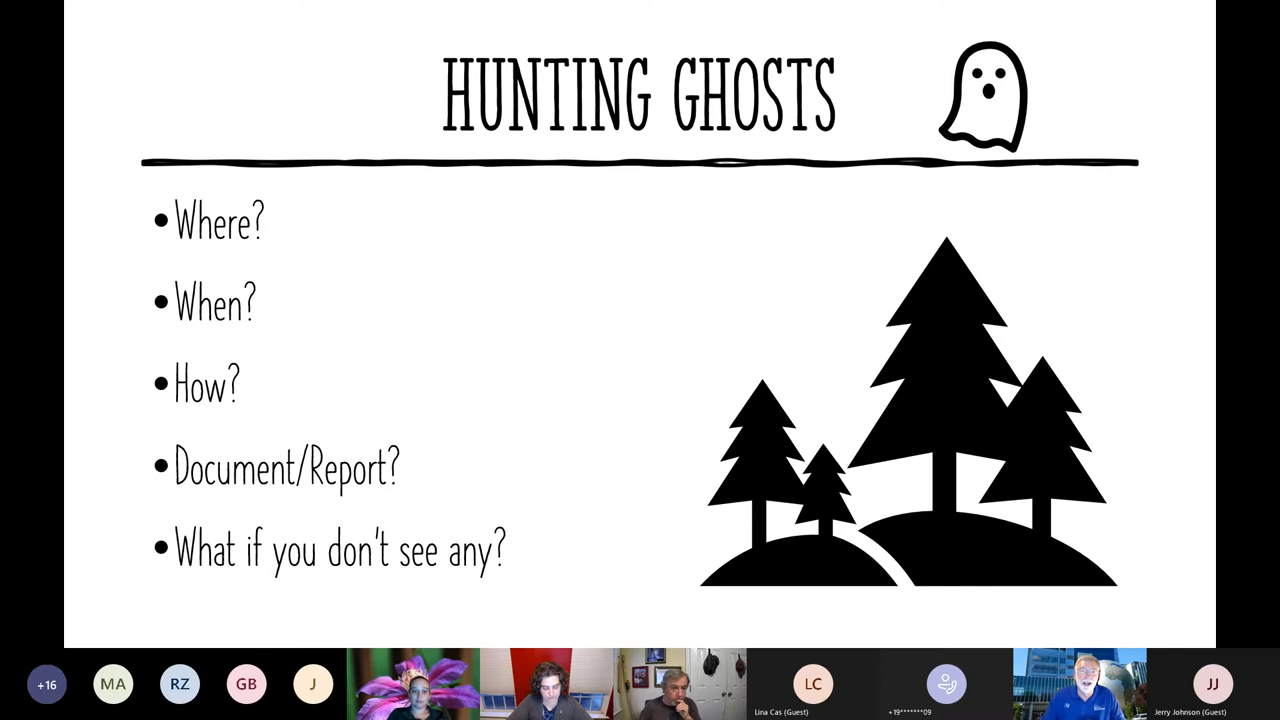 HUNTING GHOSTS
•Where?
•When?
•How?
•Document/Report?
•What if you don't see any?
+16
MA
RZ
GB
J
LC
Lina Cas (Guest)
+19*******09
JJ
Jerry Johnson (Guest)